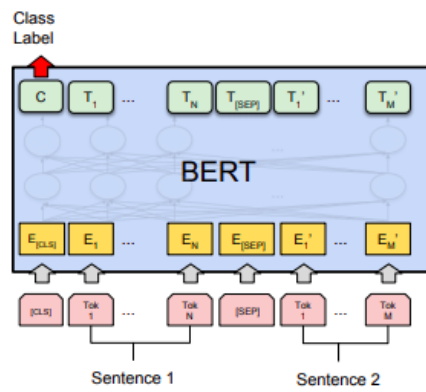 Class
Label
C T1 ... TN T[SEP] T1' ... TM'
...
BERT
...
E[CLS] E1 ... EN E[SEP] E1' ... EM'
[CLS] Tok 1 ... Tok N [SEP] Tok 1 ... Tok M
Sentence 1 Sentence 2